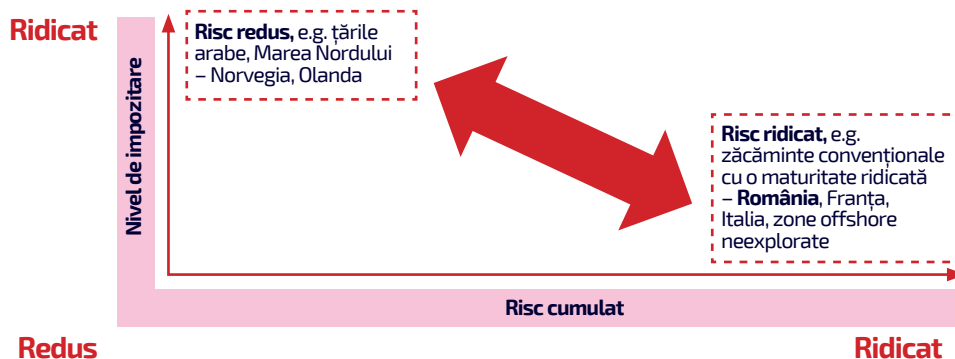 Ridicat
Nivel de impozitare
Risc redus, e.g. țările
arabe, Marea Nordului
– Norvegia, Olanda
Risc ridicat, e.g.
zăcăminte convenționale
cu o maturitate ridicată
– România, Franța,
Italia, zone offshore
neexplorate
Risc cumulat
Redus
Ridicat